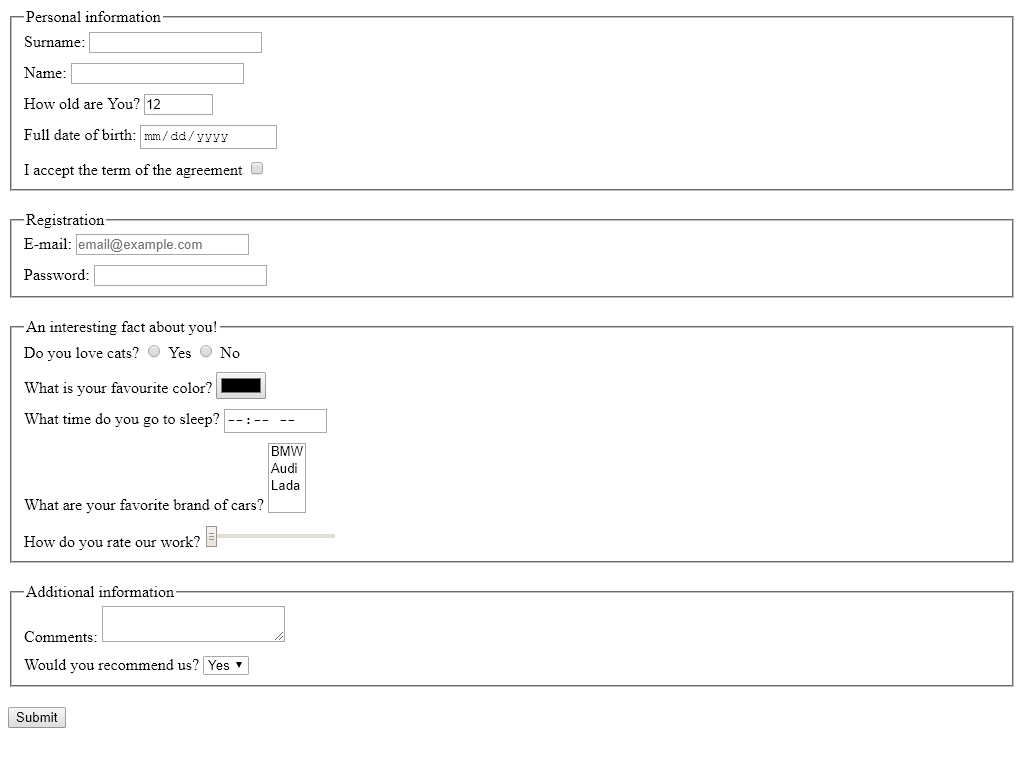 Personal information
Surname:
Name:
How old are You? 12
Full date of birth: mm/dd/yyyy
I accept the term of the agreement
Registration
E-mail: email@example.com
Password:
An interesting fact about you!
Do you love cats? Yes No
What is your favourite color?
What time do you go to sleep? --:-- --
BMW
Audi
Lada
What are your favorite brand of cars?
How do you rate our work?
Additional information
Comments:
Would you recommend us? Yes
Submit